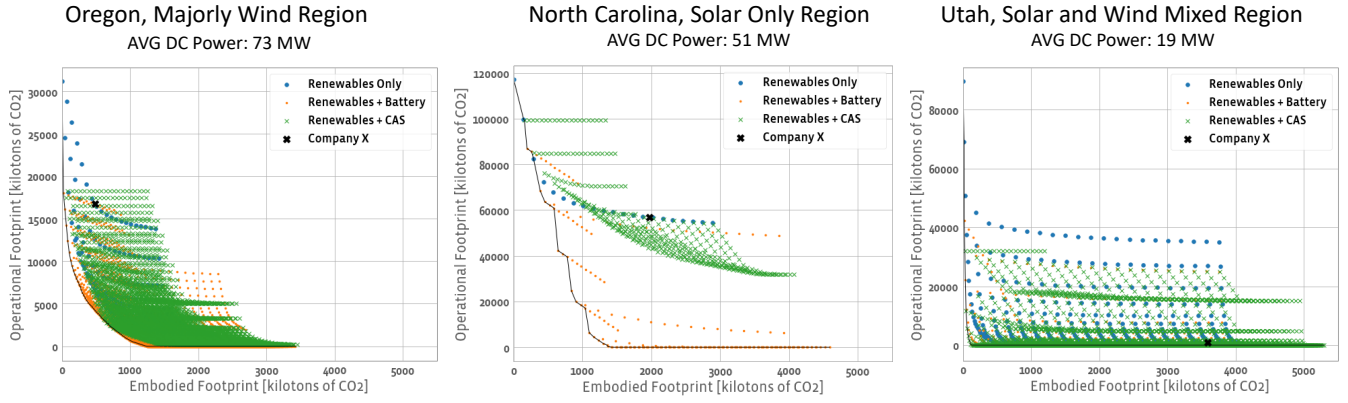 Oregon, Majorly Wind Region
AVG DC Power: 73 MW
Operational Footprint [kilotons of CO2]
30000
25000
20000
15000
10000
5000
0
Renewables Only
Renewables + Battery
Renewables + CAS
Company X
0 1000 2000 3000 4000 5000
Embodied Footprint [kilotons of CO2]
North Carolina, Solar Only Region
AVG DC Power: 51 MW
Operational Footprint [kilotons of CO2]
120000
100000
80000
60000
40000
20000
0
Renewables Only
Renewables + Battery
Renewables + CAS
Company X
0 1000 2000 3000 4000 5000
Embodied Footprint [kilotons of CO2]
Utah, Solar and Wind Mixed Region
AVG DC Power: 19 MW
Operational Footprint [kilotons of CO2]
80000
60000
40000
20000
0
Renewables Only
Renewables + Battery
Renewables + CAS
Company X
0 1000 2000 3000 4000 5000
Embodied Footprint [kilotons of CO2]